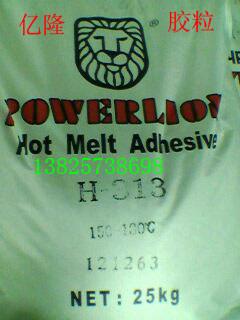 亿隆 胶粒
POWERLION
Hot Melt Adhesive
13825738698
H-313
150-180℃
121263
NET: 25kg